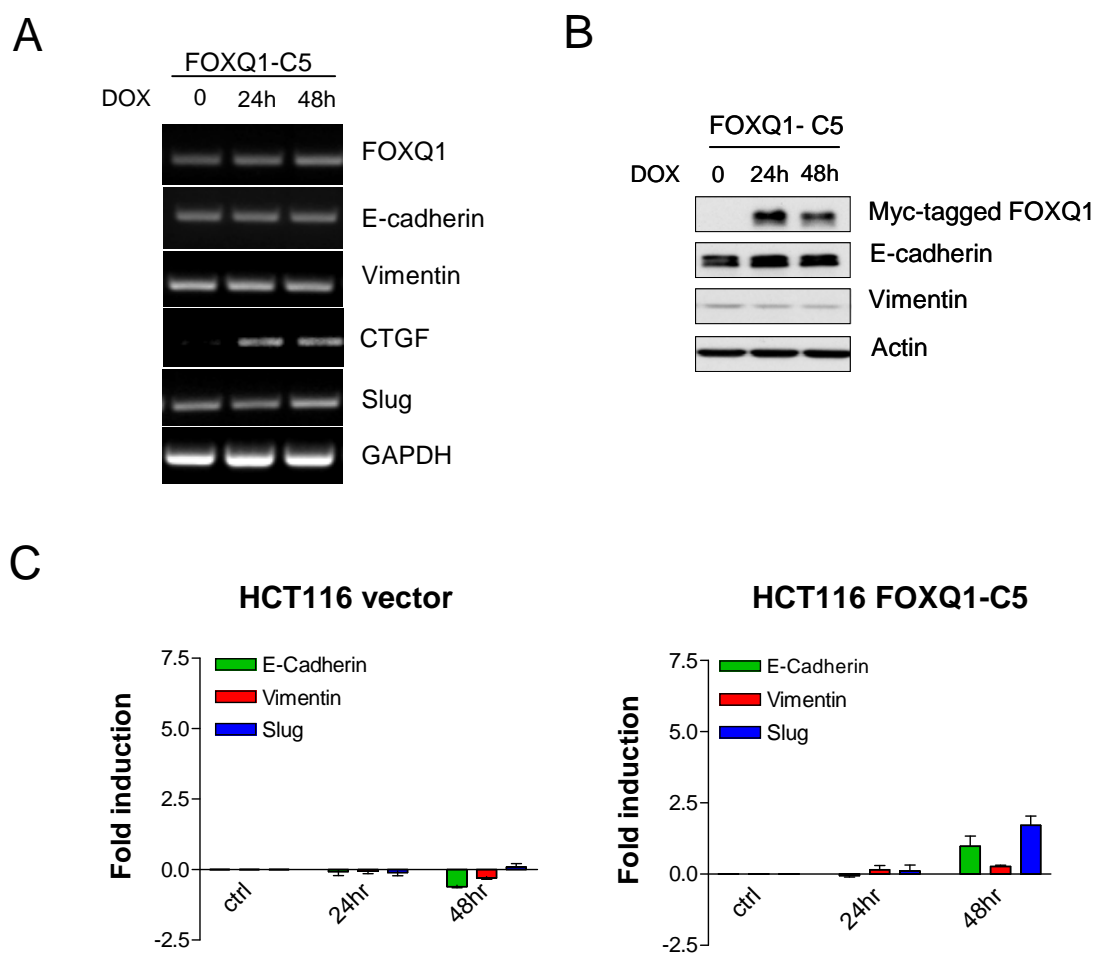 A
FOXQ1-C5
DOX 0 24h 48h
FOXQ1
E-cadherin
Vimentin
CTGF
Slug
GAPDH
B
FOXQ1- C5
DOX 0 24h 48h
Myc-tagged FOXQ1
E-cadherin
Vimentin
Actin
C
HCT116 vector
Fold induction
7.5
5.0
2.5
0.0
-2.5
E-Cadherin
Vimentin
Slug
ctrl
24hr
48hr
HCT116 FOXQ1-C5
Fold induction
7.5
5.0
2.5
0.0
-2.5
E-Cadherin
Vimentin
Slug
ctrl
24hr
48hr